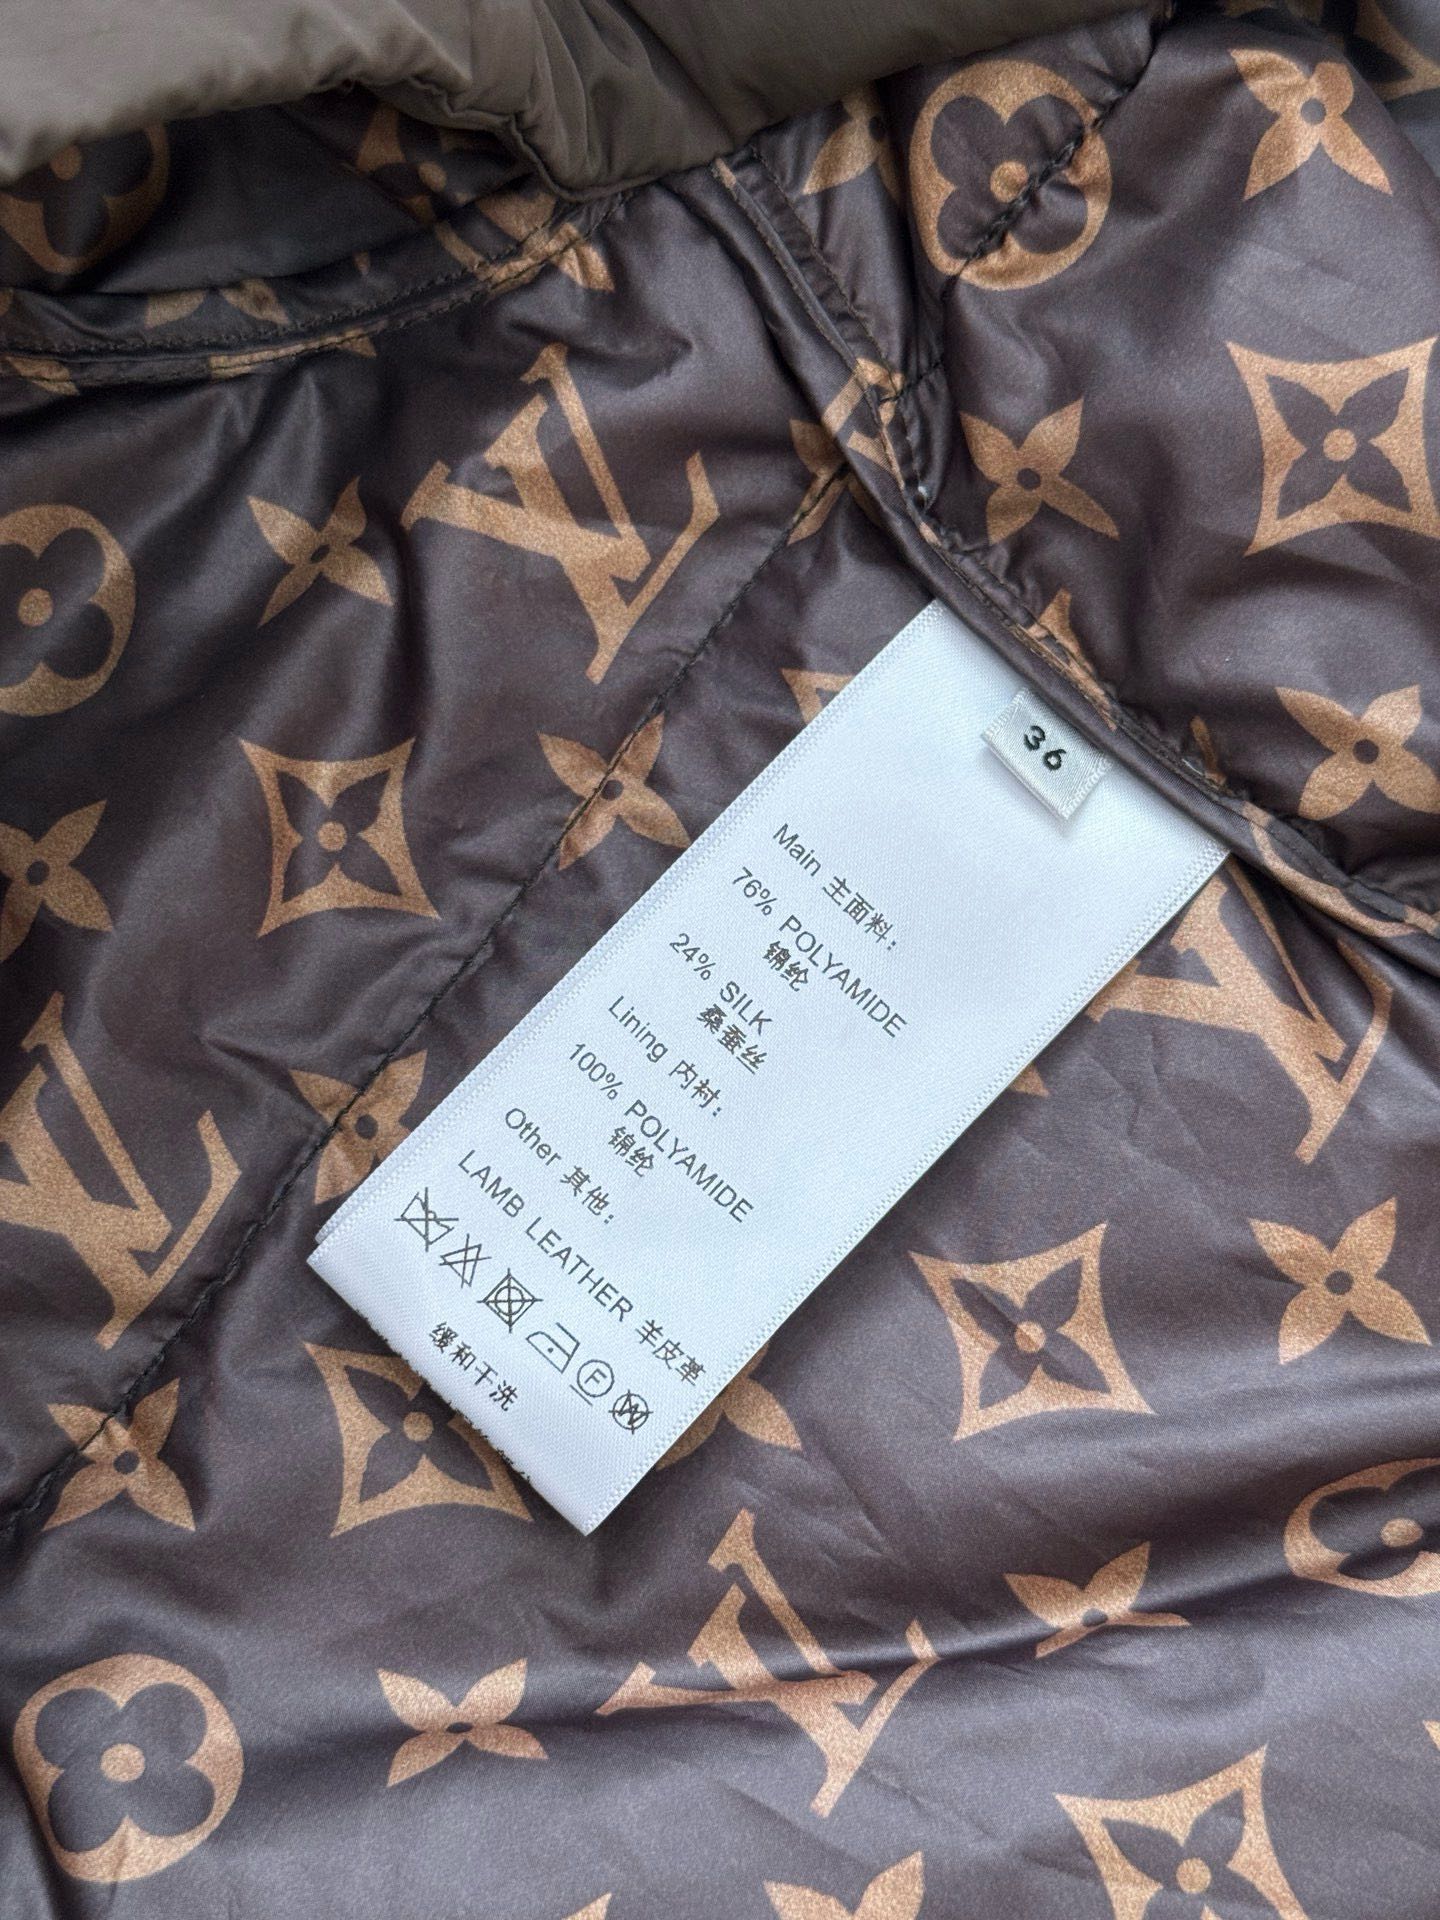 36
Main 主面料:
76% POLYAMIDE
锦纶
24% SILK
桑蚕丝
Lining 内衬:
100% POLYAMIDE
锦纶
Other 其他:
LAMB LEATHER 羊皮革
F W
缓和干洗